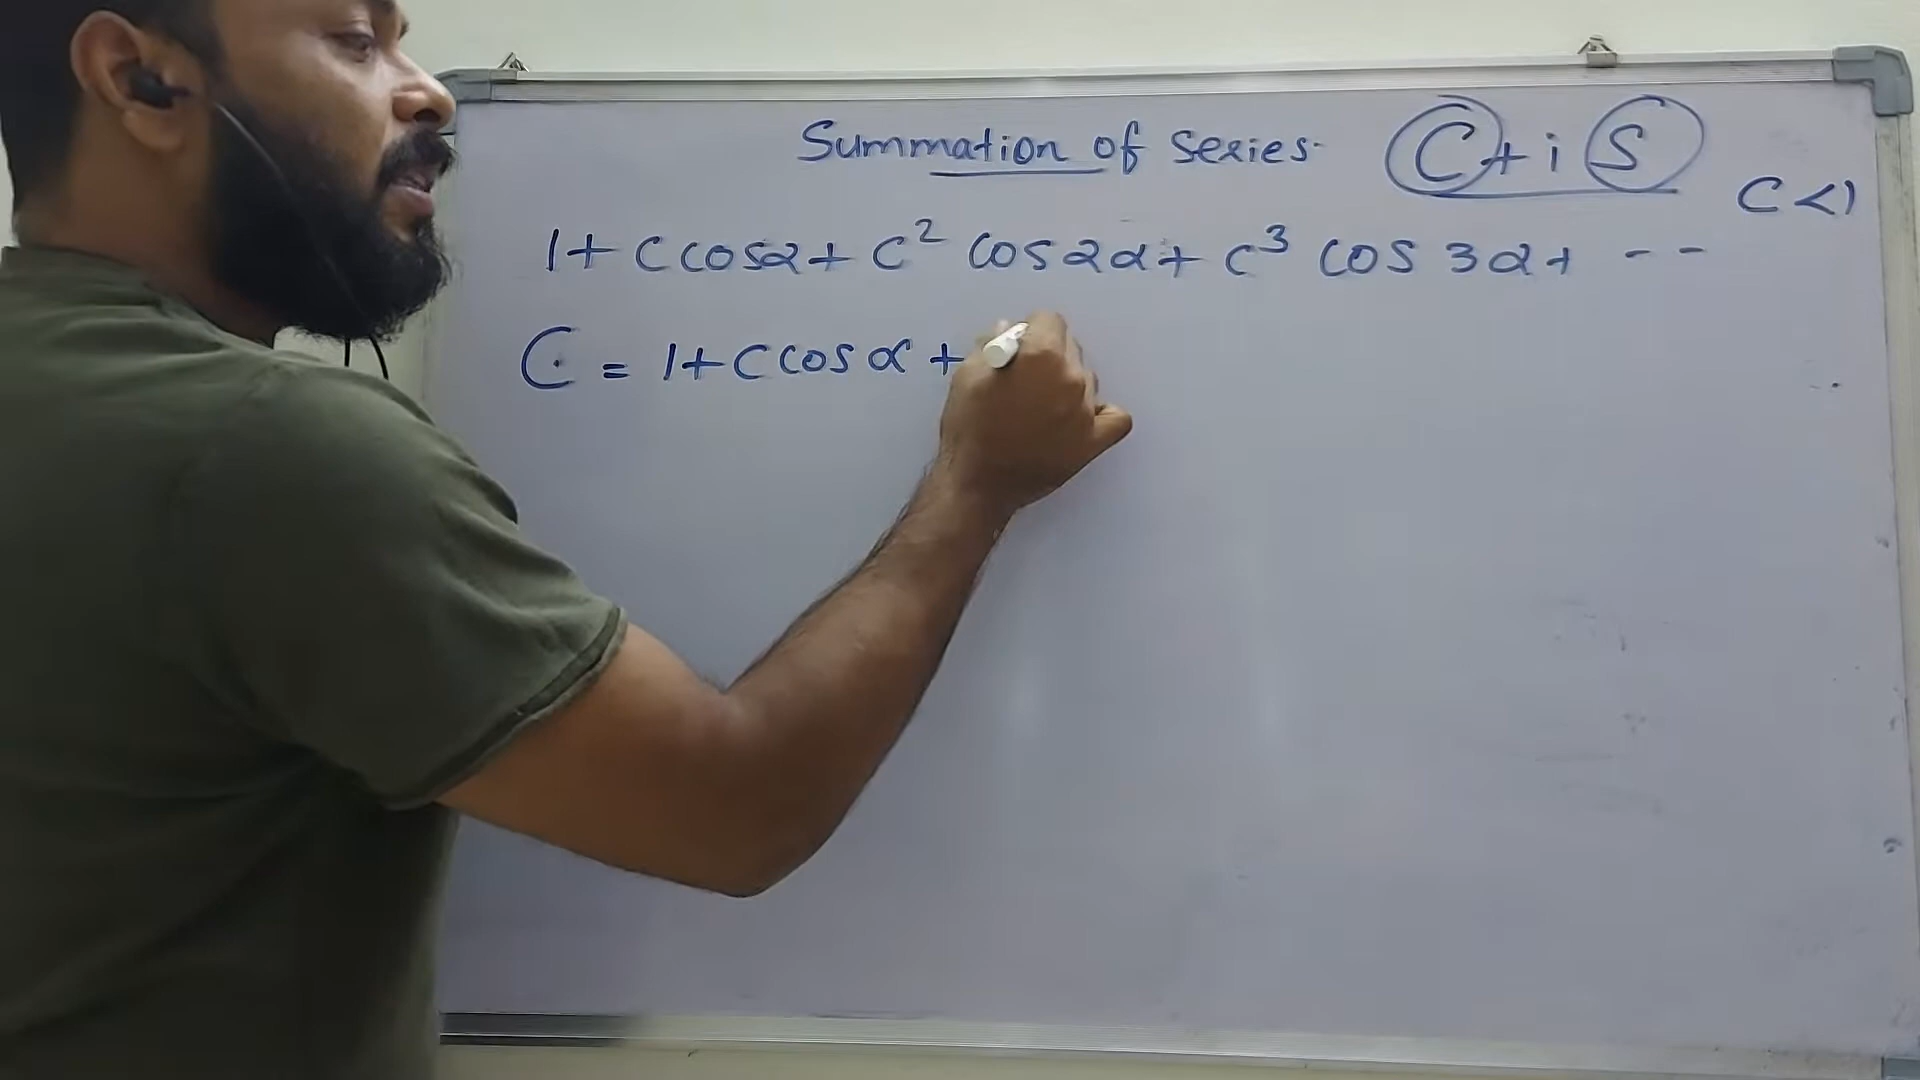 Summation of Series. C + i S
C < 1
1 + c cos α + c² cos 2α + c³ cos 3α + - -
C = 1 + c cos α +